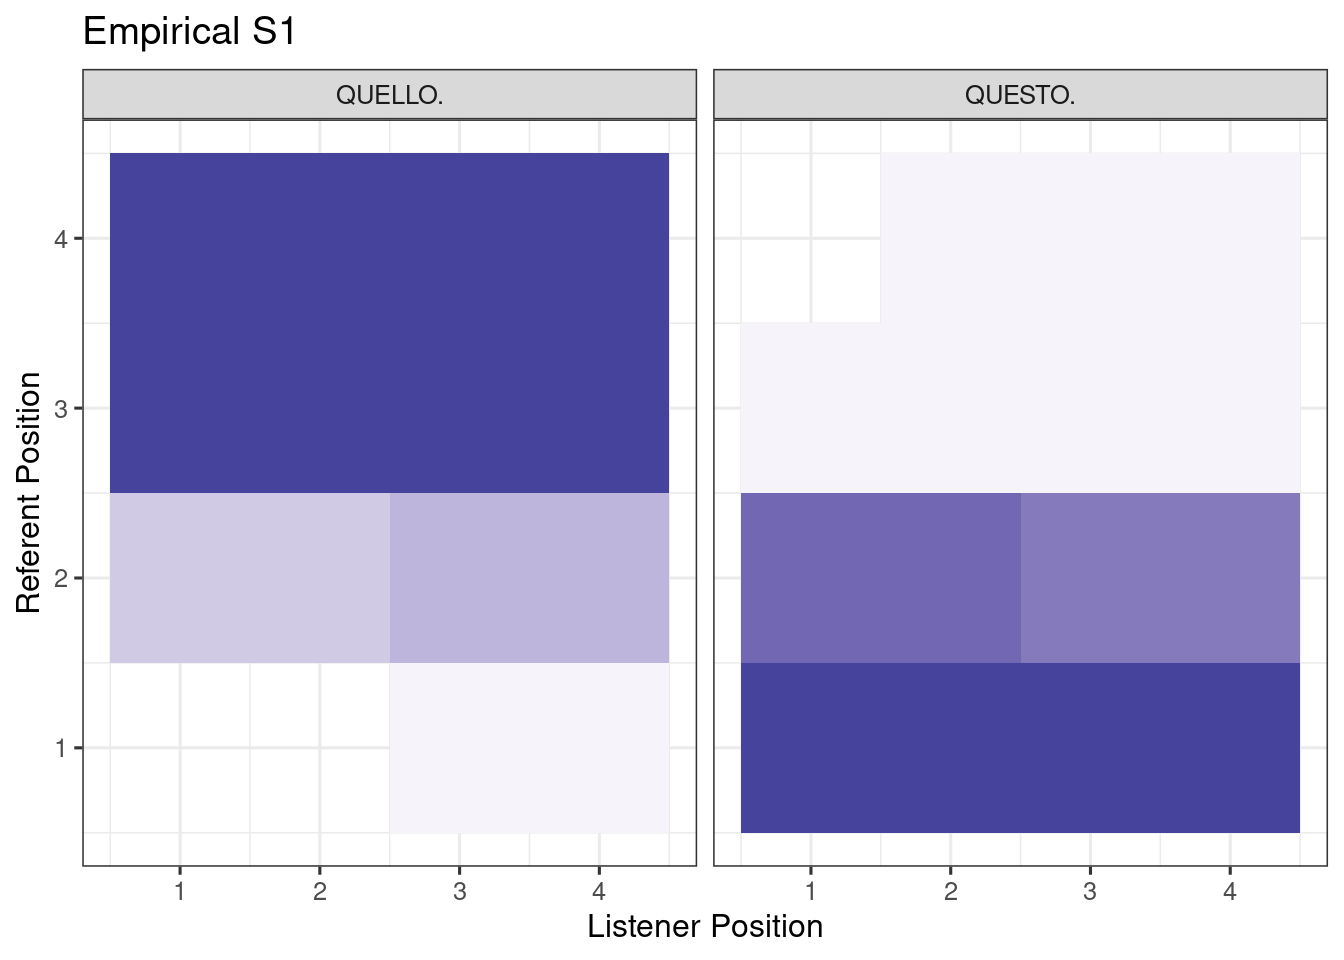 Empirical S1
QUELLO.
QUESTO.
Referent Position
4
3
2
1
1 2 3 4
1 2 3 4
Listener Position